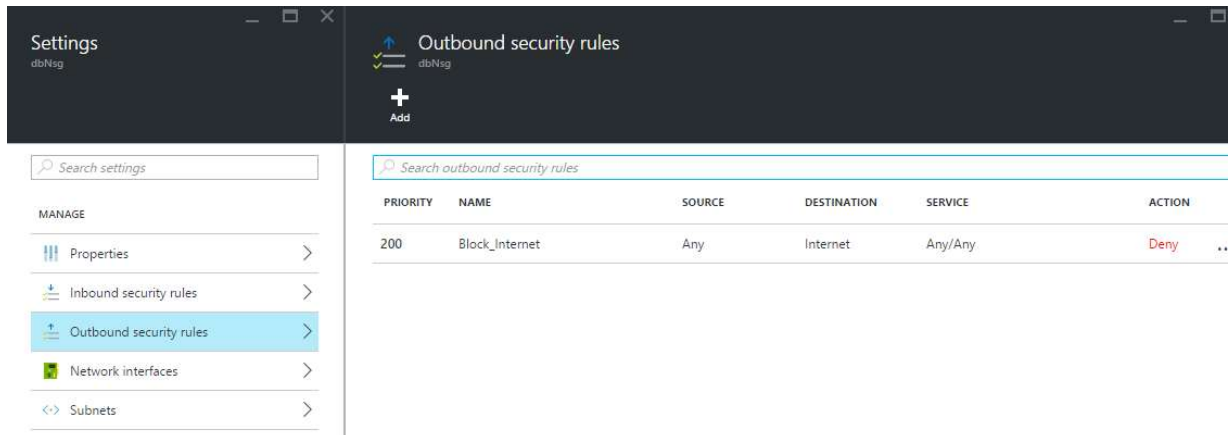 Settings
dbNsg
Outbound security rules
dbNsg
Add
Search settings
MANAGE
Properties
Inbound security rules
Outbound security rules
Network interfaces
Subnets
Search outbound security rules
PRIORITY NAME SOURCE DESTINATION SERVICE ACTION
200 Block_Internet Any Internet Any/Any Deny